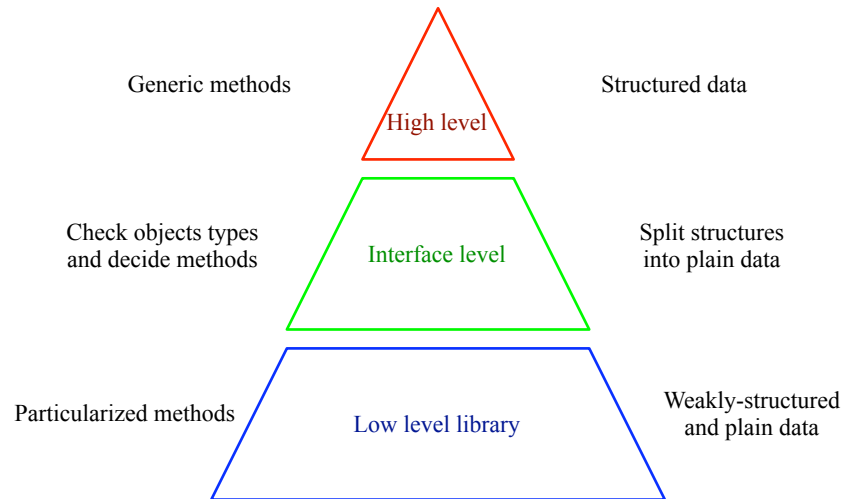 Generic methods
High level
Structured data
Check objects types
and decide methods
Interface level
Split structures
into plain data
Particularized methods
Low level library
Weakly-structured
and plain data